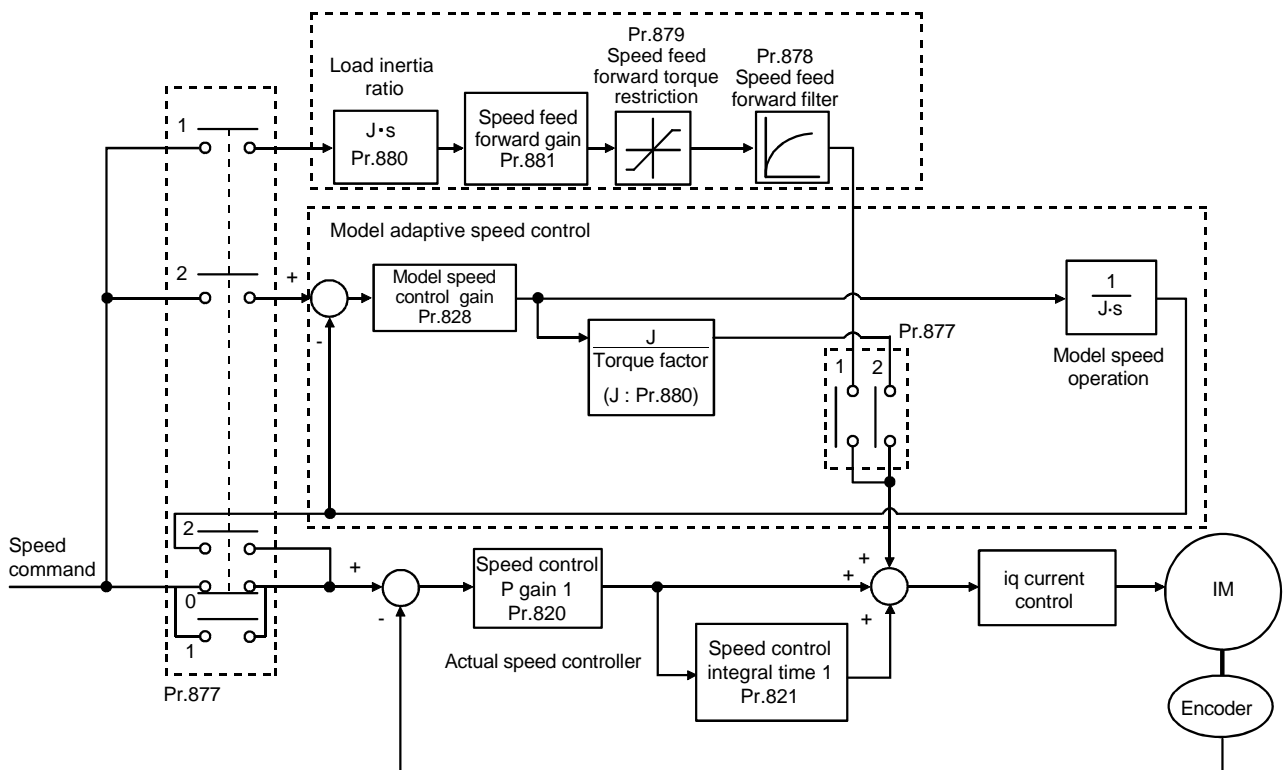 Pr.879
Speed feed
forward torque
restriction
Pr.878
Speed feed
forward filter
Load inertia
ratio
1
J·s
Pr.880
Speed feed
forward gain
Pr.881
Model adaptive speed control
2
+
-
Model speed
control gain
Pr.828
J
Torque factor
(J : Pr.880)
Pr.877
1 2
1
J·s
Model speed
operation
Speed
command
2
0
1
Pr.877
+
-
Speed control
P gain 1
Pr.820
Actual speed controller
Speed control
integral time 1
Pr.821
+
+
+
iq current
control
IM
Encoder